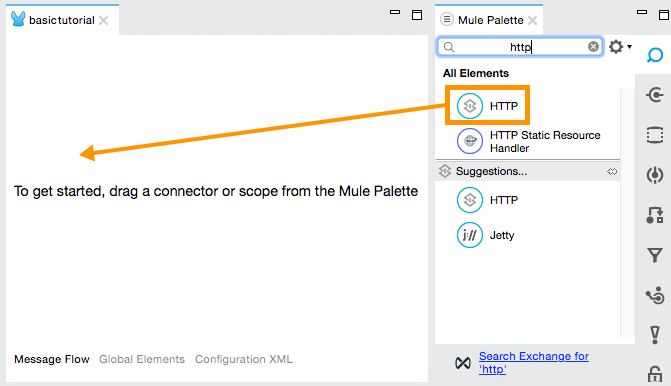 basictutorial
Mule Palette
http
All Elements
HTTP
HTTP Static Resource
Handler
Suggestions...
HTTP
j:// Jetty
To get started, drag a connector or scope from the Mule Palette
Message Flow Global Elements Configuration XML
Search Exchange for
'http'